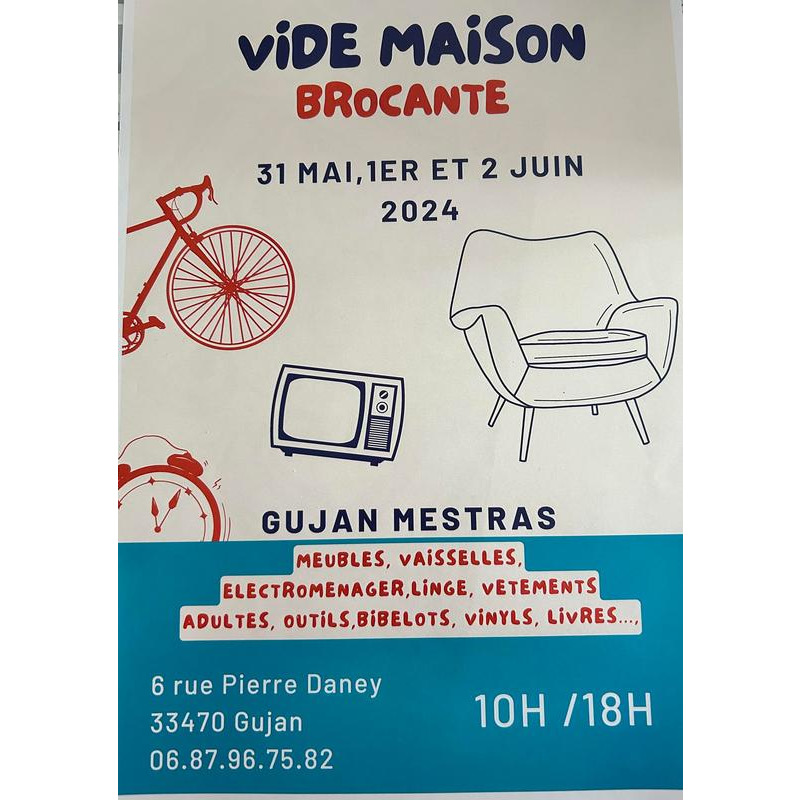 VIDE MAISON
BROCANTE
31 MAI,1ER ET 2 JUIN
2024
GUJAN MESTRAS
MEUBLES, VAISSELLES,
ELECTROMENAGER,LINGE, VETEMENTS
ADULTES, OUTILS,BIBELOTS, VINYLS, LIVRES...,
6 rue Pierre Daney
33470 Gujan
06.87.96.75.82
10H /18H